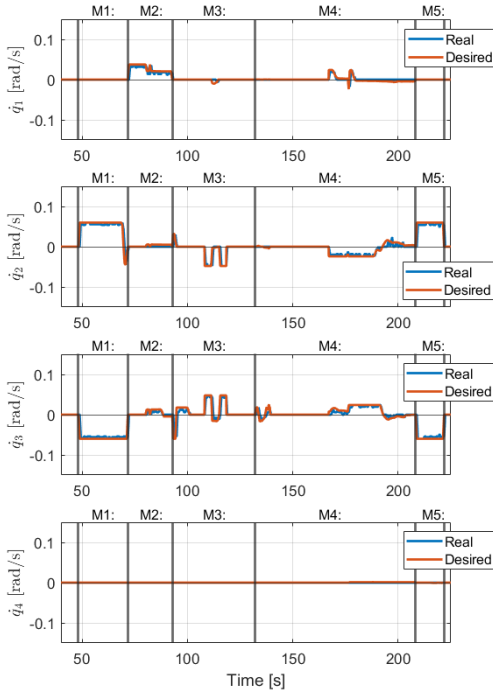 M1: M2: M3: M4: M5:
0.1
0
-0.1
q̇1 [rad/s]
Real
Desired
50 100 150 200
M1: M2: M3: M4: M5:
0.1
0
-0.1
q̇2 [rad/s]
Real
Desired
50 100 150 200
M1: M2: M3: M4: M5:
0.1
0
-0.1
q̇3 [rad/s]
Real
Desired
50 100 150 200
M1: M2: M3: M4: M5:
0.1
0
-0.1
q̇4 [rad/s]
Real
Desired
50 100 150 200
Time [s]